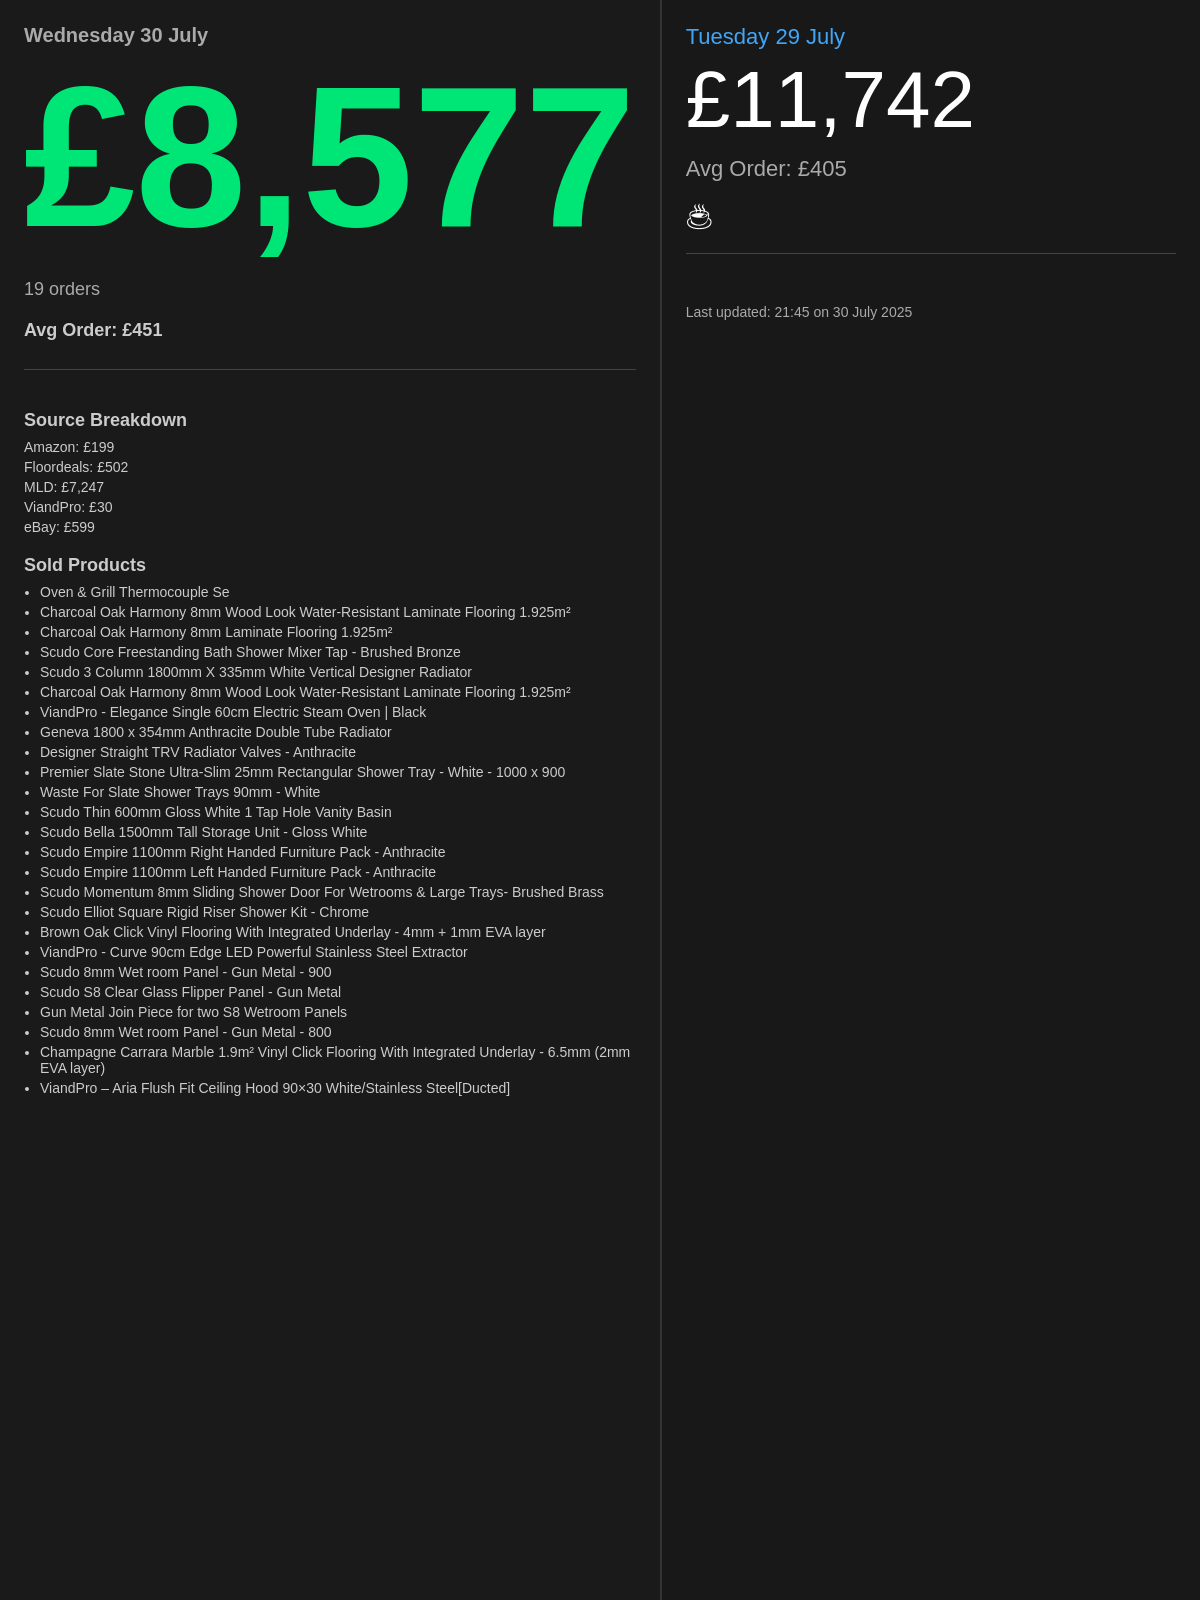 Wednesday 30 July
£8,577
19 orders
Avg Order: £451
Source Breakdown
Amazon: £199
Floordeals: £502
MLD: £7,247
ViandPro: £30
eBay: £599
Sold Products
• Oven & Grill Thermocouple Se
• Charcoal Oak Harmony 8mm Wood Look Water-Resistant Laminate Flooring 1.925m²
• Charcoal Oak Harmony 8mm Laminate Flooring 1.925m²
• Scudo Core Freestanding Bath Shower Mixer Tap - Brushed Bronze
• Scudo 3 Column 1800mm X 335mm White Vertical Designer Radiator
• Charcoal Oak Harmony 8mm Wood Look Water-Resistant Laminate Flooring 1.925m²
• ViandPro - Elegance Single 60cm Electric Steam Oven | Black
• Geneva 1800 x 354mm Anthracite Double Tube Radiator
• Designer Straight TRV Radiator Valves - Anthracite
• Premier Slate Stone Ultra-Slim 25mm Rectangular Shower Tray - White - 1000 x 900
• Waste For Slate Shower Trays 90mm - White
• Scudo Thin 600mm Gloss White 1 Tap Hole Vanity Basin
• Scudo Bella 1500mm Tall Storage Unit - Gloss White
• Scudo Empire 1100mm Right Handed Furniture Pack - Anthracite
• Scudo Empire 1100mm Left Handed Furniture Pack - Anthracite
• Scudo Momentum 8mm Sliding Shower Door For Wetrooms & Large Trays- Brushed Brass
• Scudo Elliot Square Rigid Riser Shower Kit - Chrome
• Brown Oak Click Vinyl Flooring With Integrated Underlay - 4mm + 1mm EVA layer
• ViandPro - Curve 90cm Edge LED Powerful Stainless Steel Extractor
• Scudo 8mm Wet room Panel - Gun Metal - 900
• Scudo S8 Clear Glass Flipper Panel - Gun Metal
• Gun Metal Join Piece for two S8 Wetroom Panels
• Scudo 8mm Wet room Panel - Gun Metal - 800
• Champagne Carrara Marble 1.9m² Vinyl Click Flooring With Integrated Underlay - 6.5mm (2mm
EVA layer)
• ViandPro – Aria Flush Fit Ceiling Hood 90×30 White/Stainless Steel[Ducted]
Tuesday 29 July
£11,742
Avg Order: £405
☕
Last updated: 21:45 on 30 July 2025